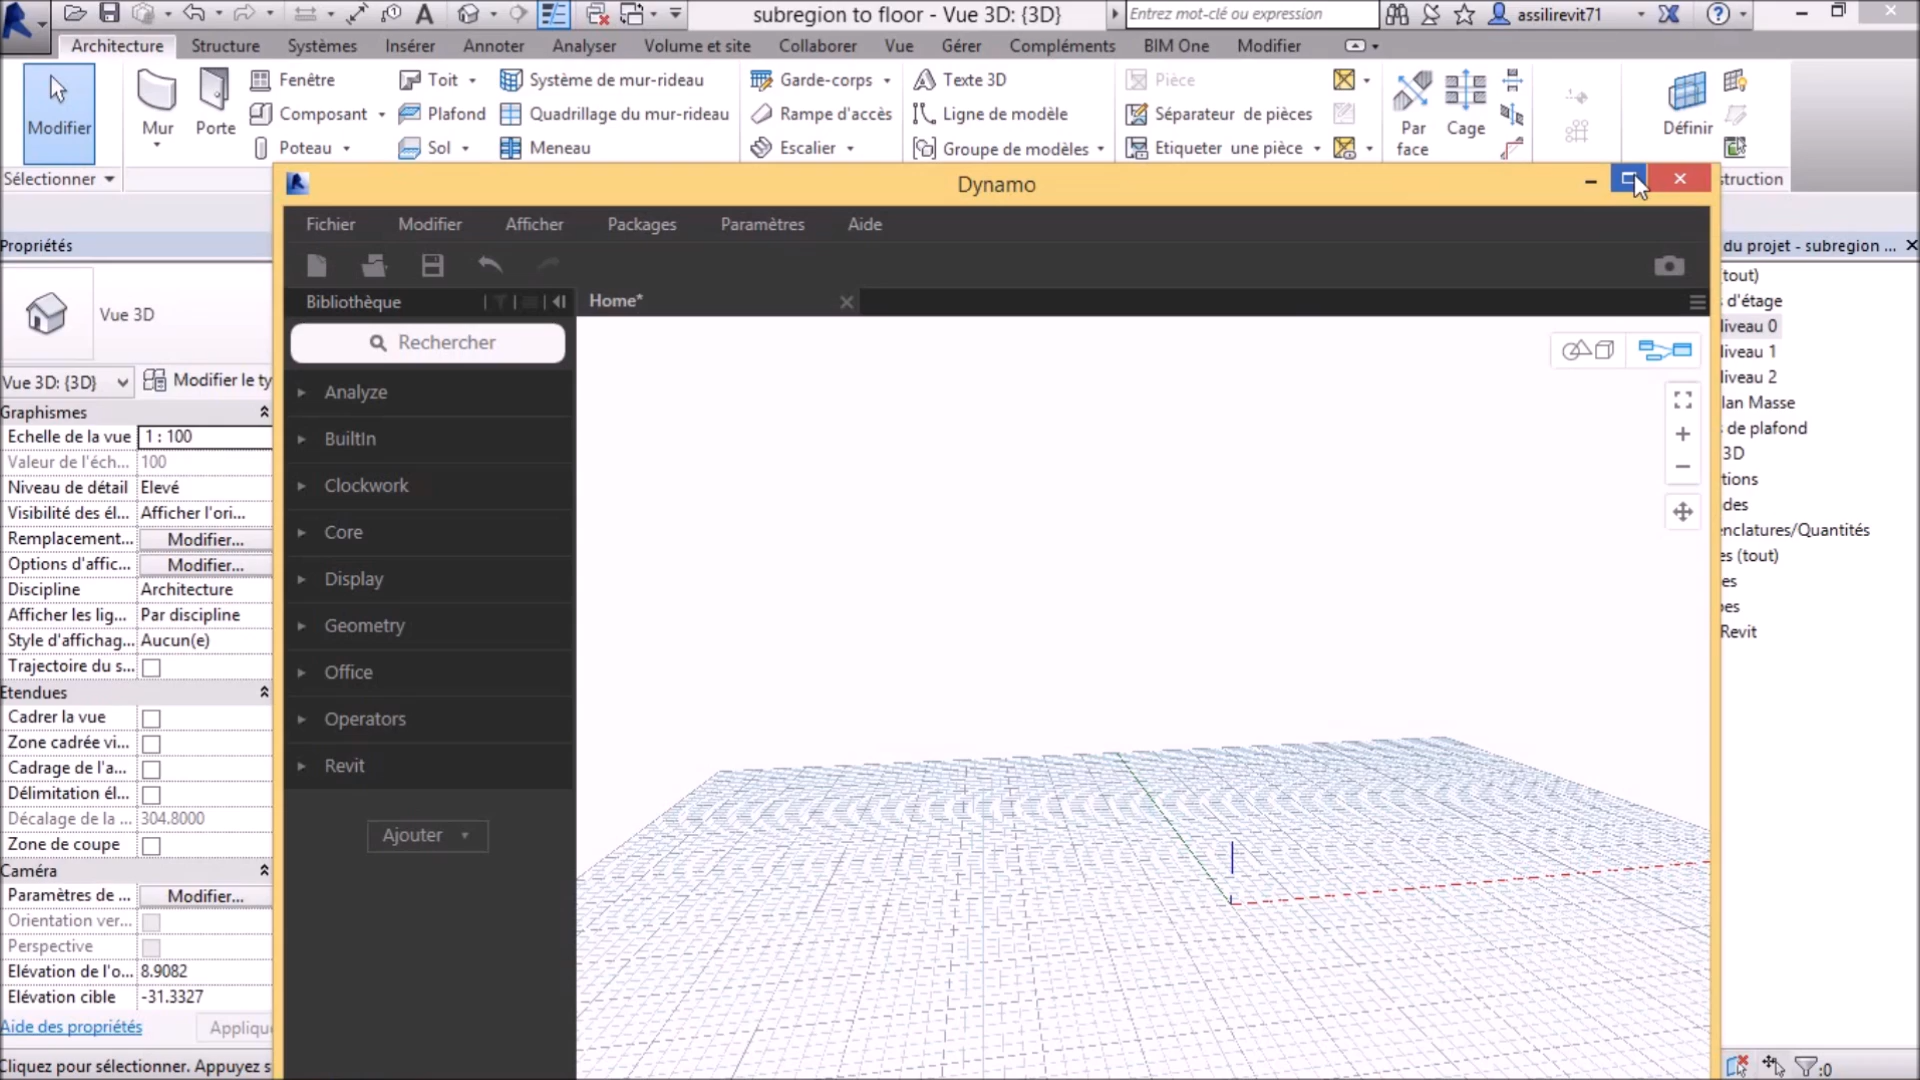 subregion to floor - Vue 3D: {3D}
Entrez mot-clé ou expression
assilirevit71
Architecture Structure Systèmes Insérer Annoter Analyser Volume et site Collaborer Vue Gérer Compléments BIM One Modifier
Modifier
Mur
Porte
Fenêtre
Composant
Poteau
Toit
Plafond
Sol
Système de mur-rideau
Quadrillage du mur-rideau
Meneau
Garde-corps
Rampe d'accès
Escalier
Texte 3D
Ligne de modèle
Groupe de modèles
Pièce
Séparateur de pièces
Etiqueter une pièce
Par
face
Cage
Définir
Sélectionner
struction
Dynamo
Fichier Modifier Afficher Packages Paramètres Aide
Bibliothèque
Home*
Rechercher
Analyze
BuiltIn
Clockwork
Core
Display
Geometry
Office
Operators
Revit
Ajouter
Propriétés
Vue 3D
Vue 3D: {3D}
Modifier le ty
Graphismes
Echelle de la vue 1 : 100
Valeur de l'éch... 100
Niveau de détail Elevé
Visibilité des él... Afficher l'ori...
Remplacement... Modifier...
Options d'affic... Modifier...
Discipline Architecture
Afficher les lig... Par discipline
Style d'affichag... Aucun(e)
Trajectoire du s...
Etendues
Cadrer la vue
Zone cadrée vi...
Cadrage de l'a...
Délimitation él...
Décalage de la ... 304.8000
Zone de coupe
Caméra
Paramètres de ... Modifier...
Orientation ver...
Perspective
Elévation de l'o... 8.9082
Elévation cible -31.3327
Aide des propriétés
Applique
Cliquez pour sélectionner. Appuyez s
du projet - subregion ...
(tout)
d'étage
iveau 0
iveau 1
iveau 2
lan Masse
de plafond
3D
tions
des
nclatures/Quantités
es (tout)
es
pes
Revit
:0